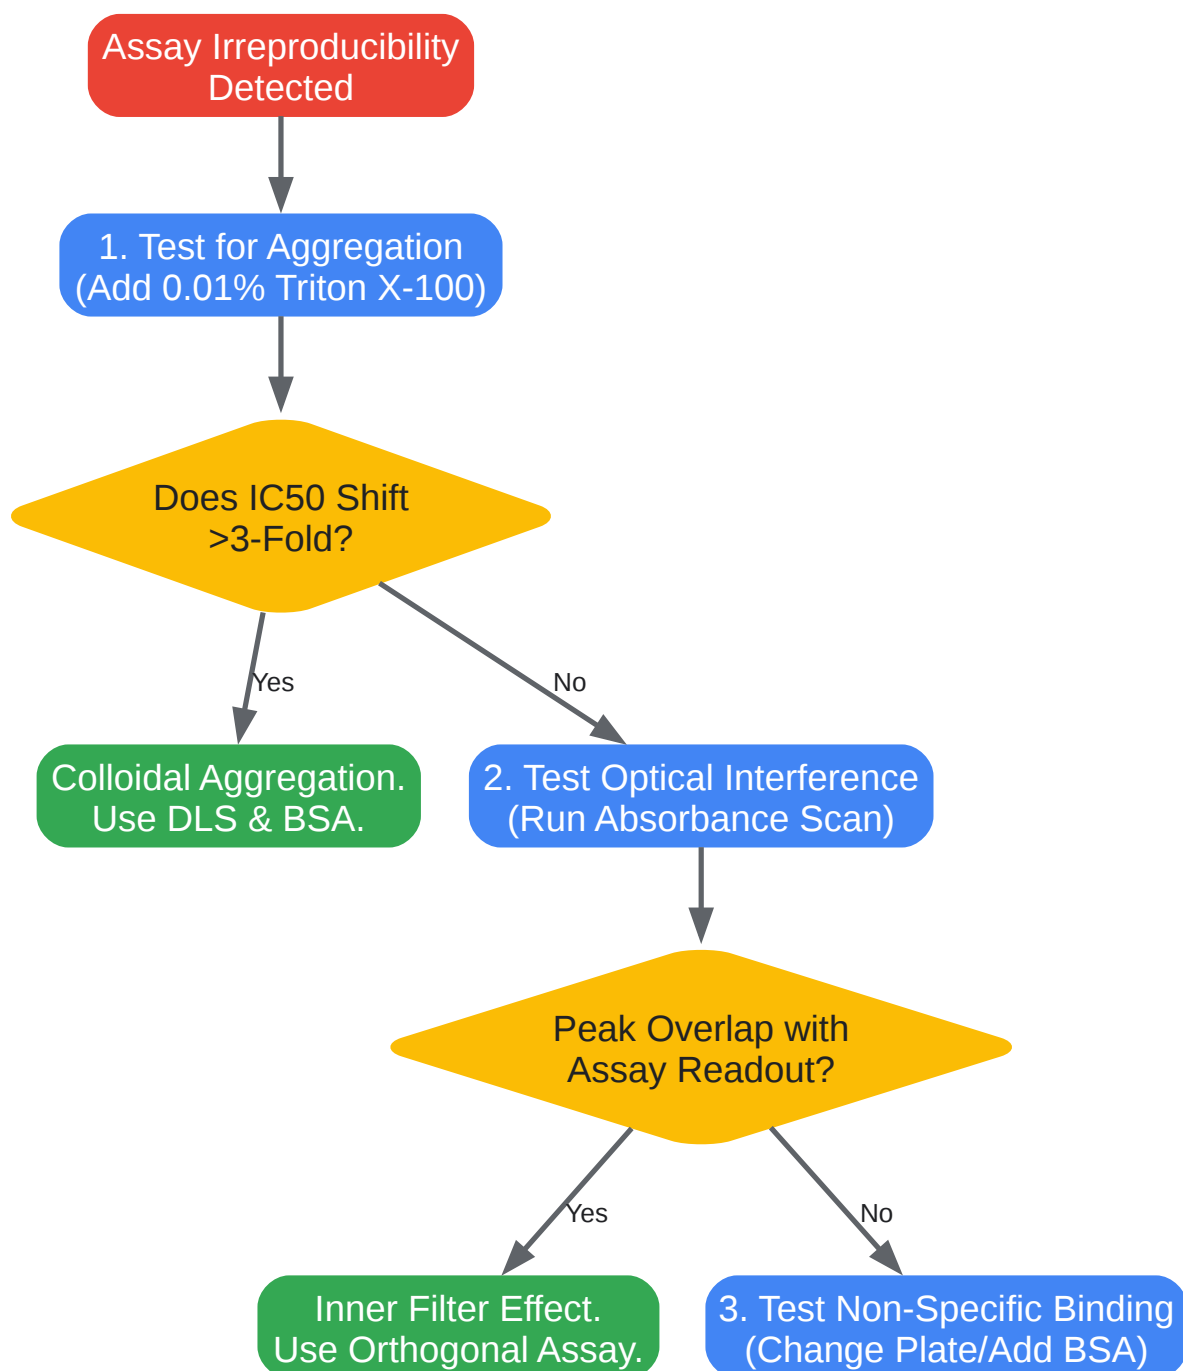 Assay Irreproducibility
Detected
1. Test for Aggregation
(Add 0.01% Triton X-100)
Does IC50 Shift
>3-Fold?
Yes
No
Colloidal Aggregation.
Use DLS & BSA.
2. Test Optical Interference
(Run Absorbance Scan)
Peak Overlap with
Assay Readout?
Yes
No
Inner Filter Effect.
Use Orthogonal Assay.
3. Test Non-Specific Binding
(Change Plate/Add BSA)